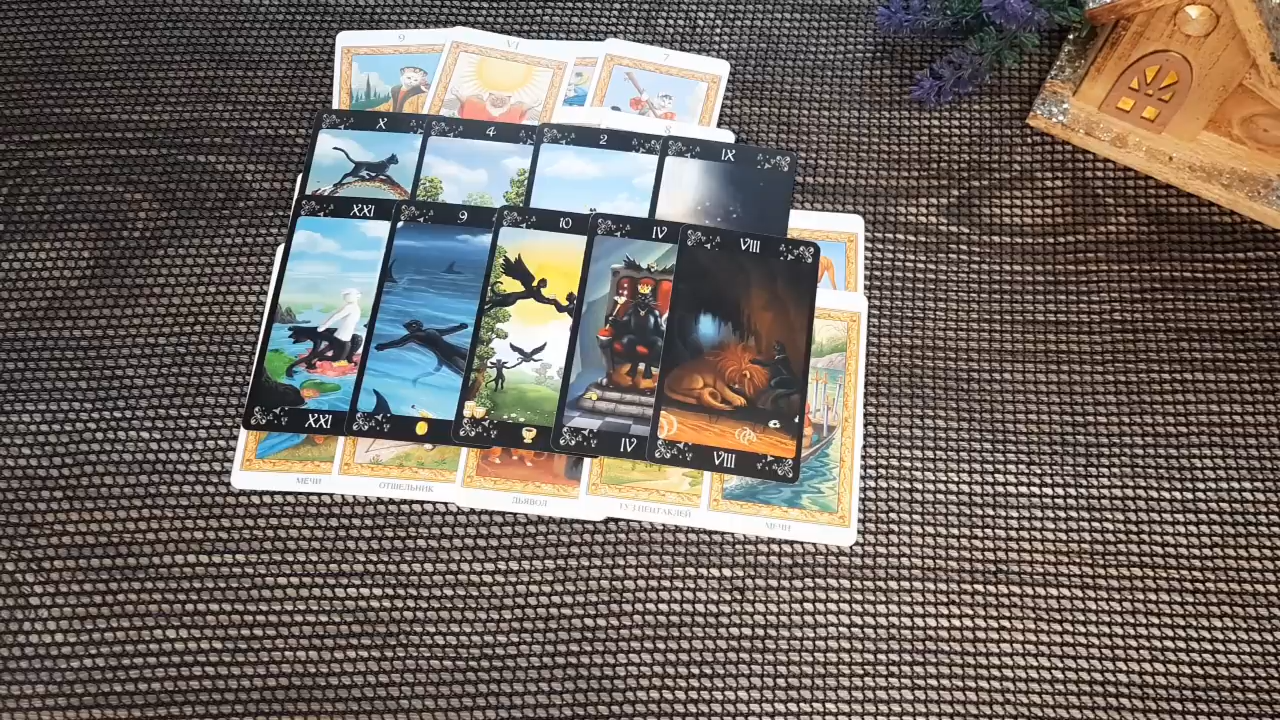 9
VI
7
8
X
4
2
IX
XXI
9
10
IV
VIII
XXI
IV
VIII
МЕЧИ
ОТШЕЛЬНИК
ДЬЯВОЛ
ТУЗ ПЕНТАКЛЕЙ
МЕЧИ